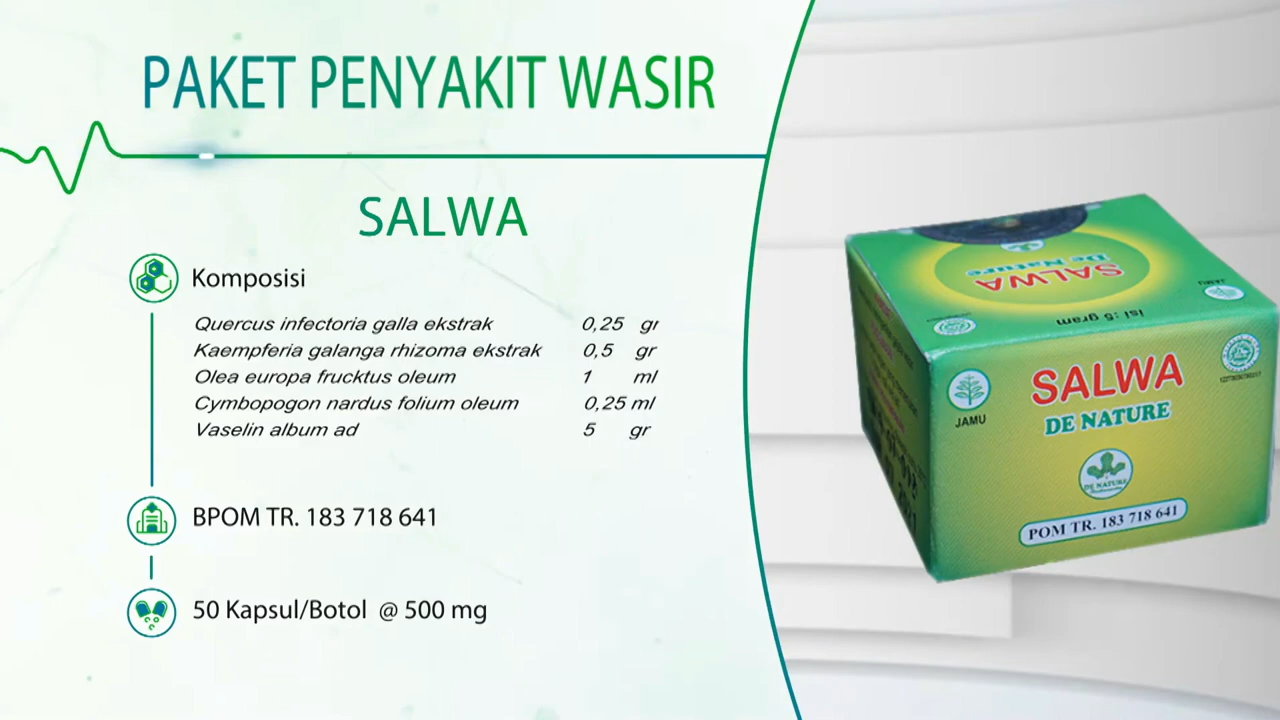 PAKET PENYAKIT WASIR
SALWA
Komposisi
Quercus infectoria galla ekstrak 0,25 gr
Kaempferia galanga rhizoma ekstrak 0,5 gr
Olea europa frucktus oleum 1 ml
Cymbopogon nardus folium oleum 0,25 ml
Vaselin album ad 5 gr
BPOM TR. 183 718 641
50 Kapsul/Botol @ 500 mg
SALWA
De Nature
JAMU
isi : 5 gram
SALWA
DE NATURE
JAMU
DE NATURE
POM TR. 183 718 641